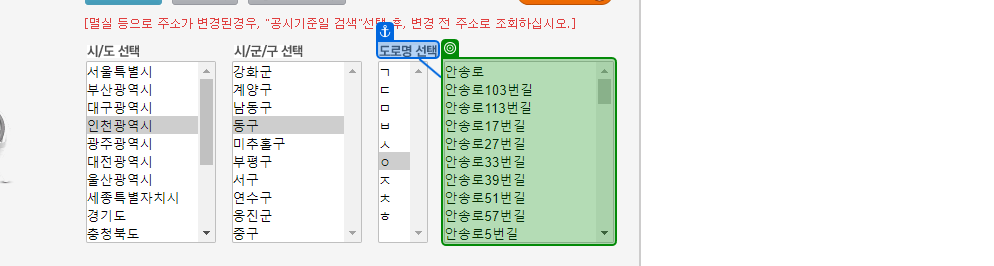 [멸실 등으로 주소가 변경된경우, "공시기준일 검색"선택 후, 변경 전 주소로 조회하십시오.]
시/도 선택
서울특별시
부산광역시
대구광역시
인천광역시
광주광역시
대전광역시
울산광역시
세종특별자치시
경기도
충청북도
시/군/구 선택
강화군
계양구
남동구
동구
미추홀구
부평구
서구
연수구
옹진군
중구
도로명 선택
ㄱ
ㄷ
ㅁ
ㅂ
ㅅ
ㅇ
ㅈ
ㅊ
ㅎ
안송로
안송로103번길
안송로113번길
안송로17번길
안송로27번길
안송로33번길
안송로39번길
안송로51번길
안송로57번길
안송로5번길